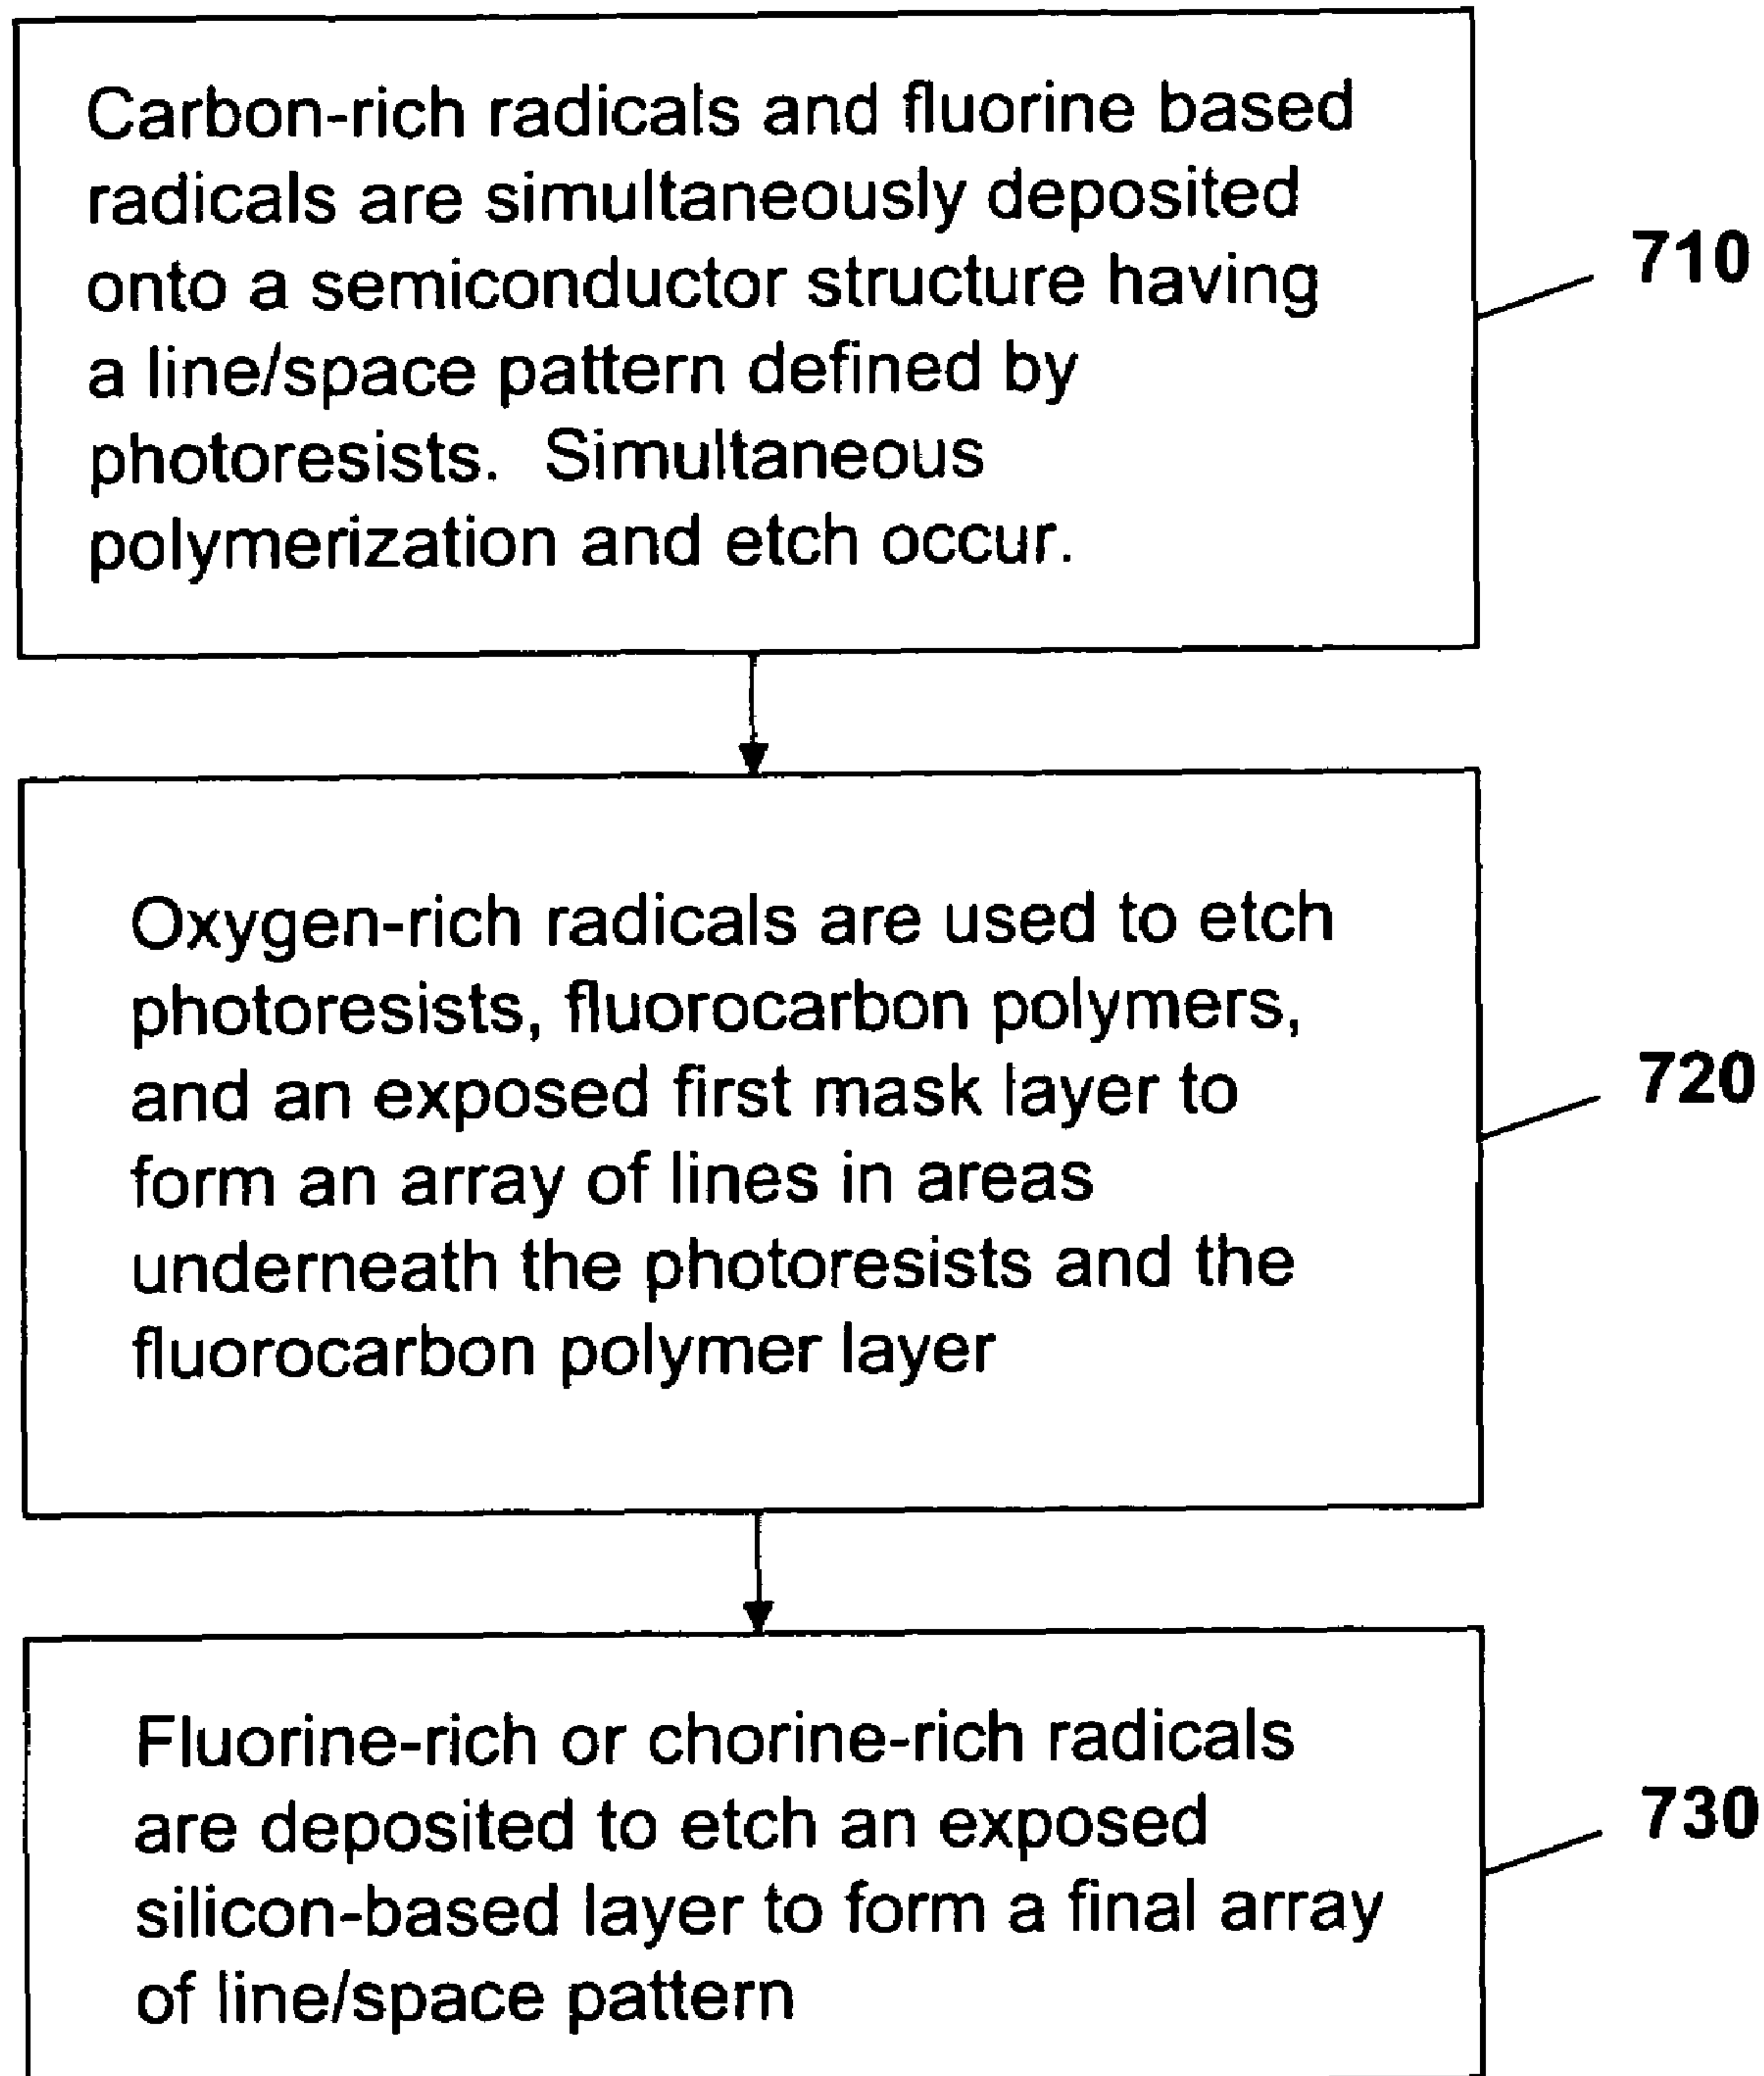 Carbon-rich radicals and fluorine based
radicals are simultaneously deposited
onto a semiconductor structure having
a line/space pattern defined by
photoresists.  Simultaneous
polymerization and etch occur.
710
Oxygen-rich radicals are used to etch
photoresists, fluorocarbon polymers,
and an exposed first mask layer to
form an array of lines in areas
underneath the photoresists and the
fluorocarbon polymer layer
720
Fluorine-rich or chorine-rich radicals
are deposited to etch an exposed
silicon-based layer to form a final array
of line/space pattern
730